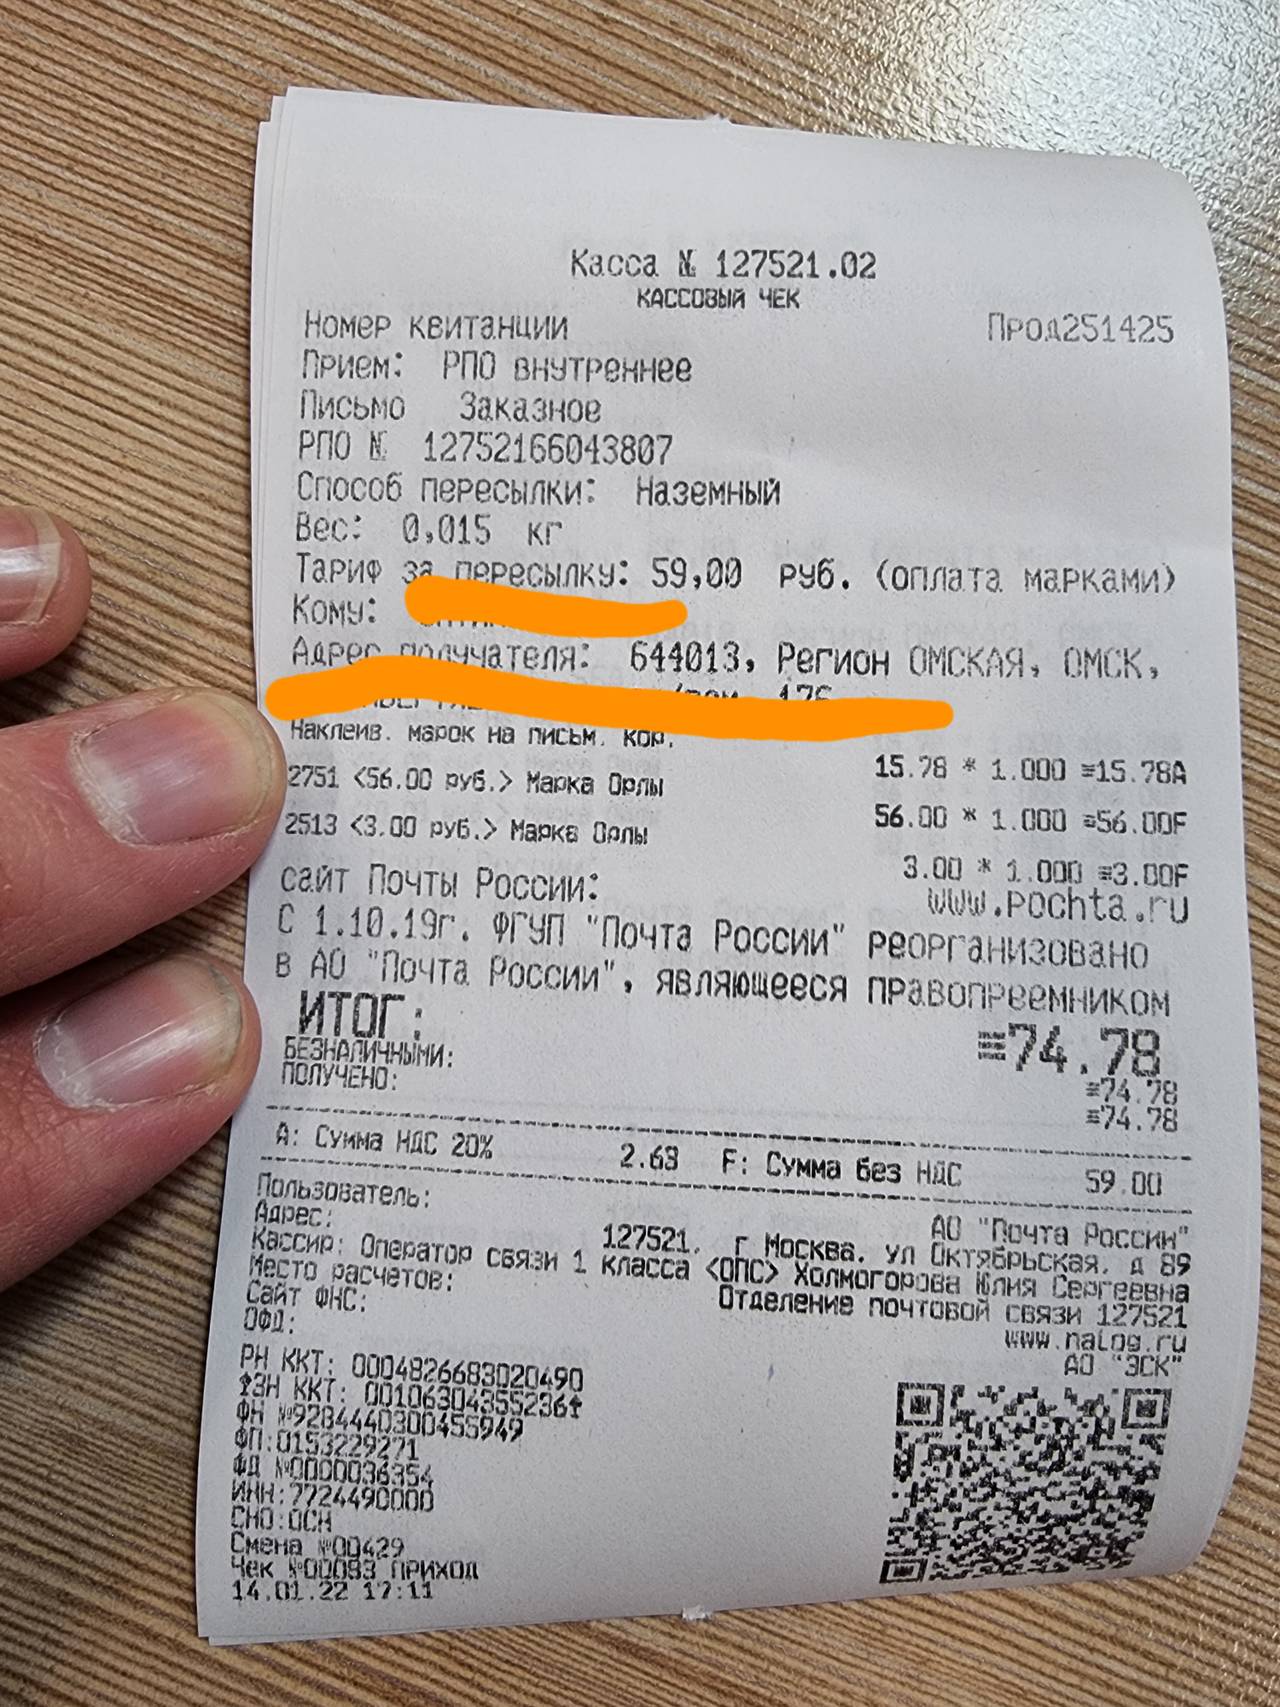 Касса № 127521.02
КАССОВЫЙ ЧЕК
Номер квитанции Прод251425
Прием: РПО внутреннее
Письмо Заказное
РПО № 12752166043807
Способ пересылки: Наземный
Вес: 0,015 кг
Тариф за пересылку: 59,00 руб. (оплата марками)
Кому:
Адрес получателя: 644013, Регион ОМСКАЯ, ОМСК,
Наклеив. марок на письм. кор.
15.78 * 1.000 ≡15.78А
2751 <56.00 руб.> Марка Орлы
56.00 * 1.000 ≡56.00F
2513 <3.00 руб.> Марка Орлы
3.00 * 1.000 ≡3.00F
сайт Почты России: www.pochta.ru
С 1.10.19г. ФГУП "Почта России" реорганизовано
в АО "Почта России", являющееся правопреемником
ИТОГ: ≡74.78
БЕЗНАЛИЧНЫМИ: ≡74.78
ПОЛУЧЕНО: ≡74.78
А: Сумма НДС 20% 2.63 F: Сумма без НДС 59.00
Пользователь: АО "Почта России"
Адрес: 127521, г Москва, ул Октябрьская, д 89
Кассир: Оператор связи 1 класса <ОПС> Холмогорова Юлия Сергеевна
Место расчетов: Отделение почтовой связи 127521
Сайт ФНС: www.nalog.ru
ОФД: АО "ЭСК"
РН ККТ: 0004826683020490
ЗН ККТ: 00106304355236
ФН №9284440300455949
ФП:0153229271
ФД №0000036354
ИНН:7724490000
СНО:ОСН
Смена №00429
Чек №00093 ПРИХОД
14.01.22 17:11